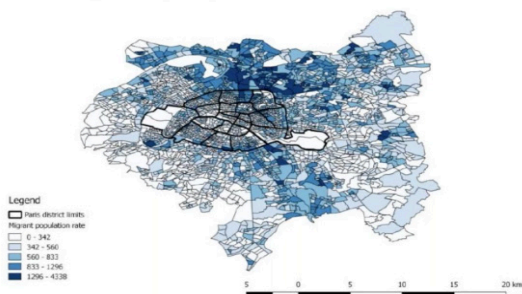 Legend
Paris district limits
Migrant population rate
0 - 342
342 - 560
560 - 833
833 - 1296
1296 - 4338
5 0 5 10 15 20 km